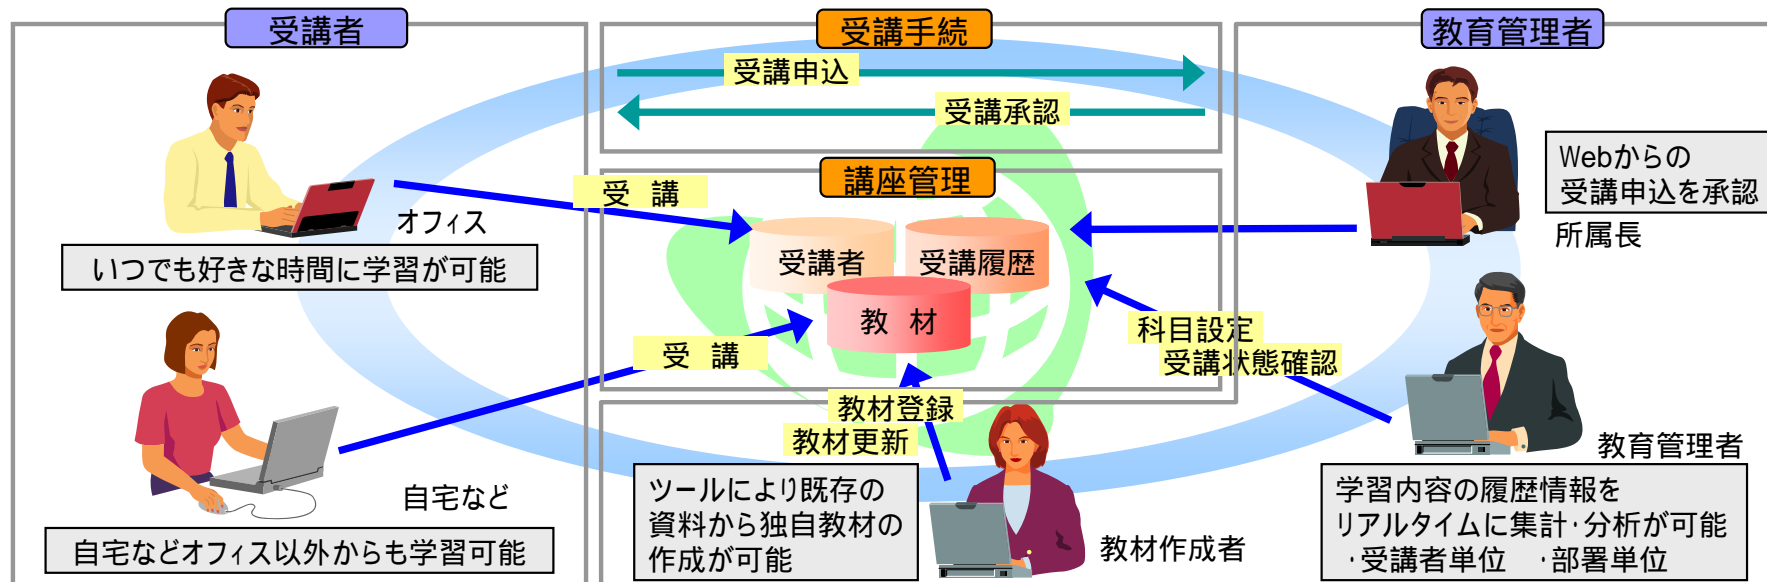 受講者
受講手続
教育管理者
受講申込
受講承認
Webからの
受講申込を承認
所属長
講座管理
受 講
オフィス
いつでも好きな時間に学習が可能
受講者
受講履歴
教 材
受 講
科目設定
受講状態確認
教材登録
教材更新
自宅など
自宅などオフィス以外からも学習可能
ツールにより既存の
資料から独自教材の
作成が可能
教材作成者
教育管理者
学習内容の履歴情報を
リアルタイムに集計・分析が可能
・受講者単位 ・部署単位